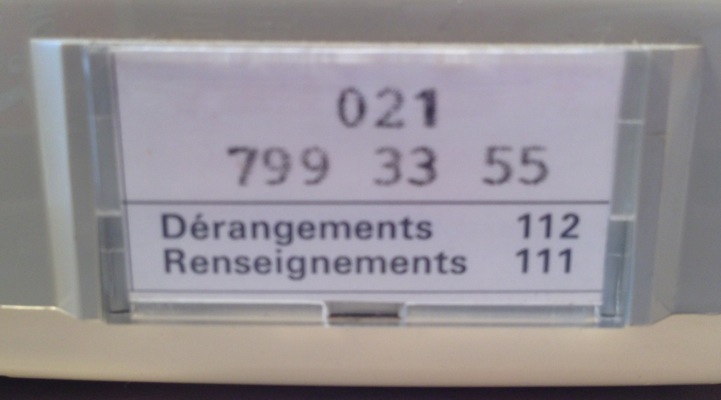 021
799 33 55
Dérangements 112
Renseignements 111